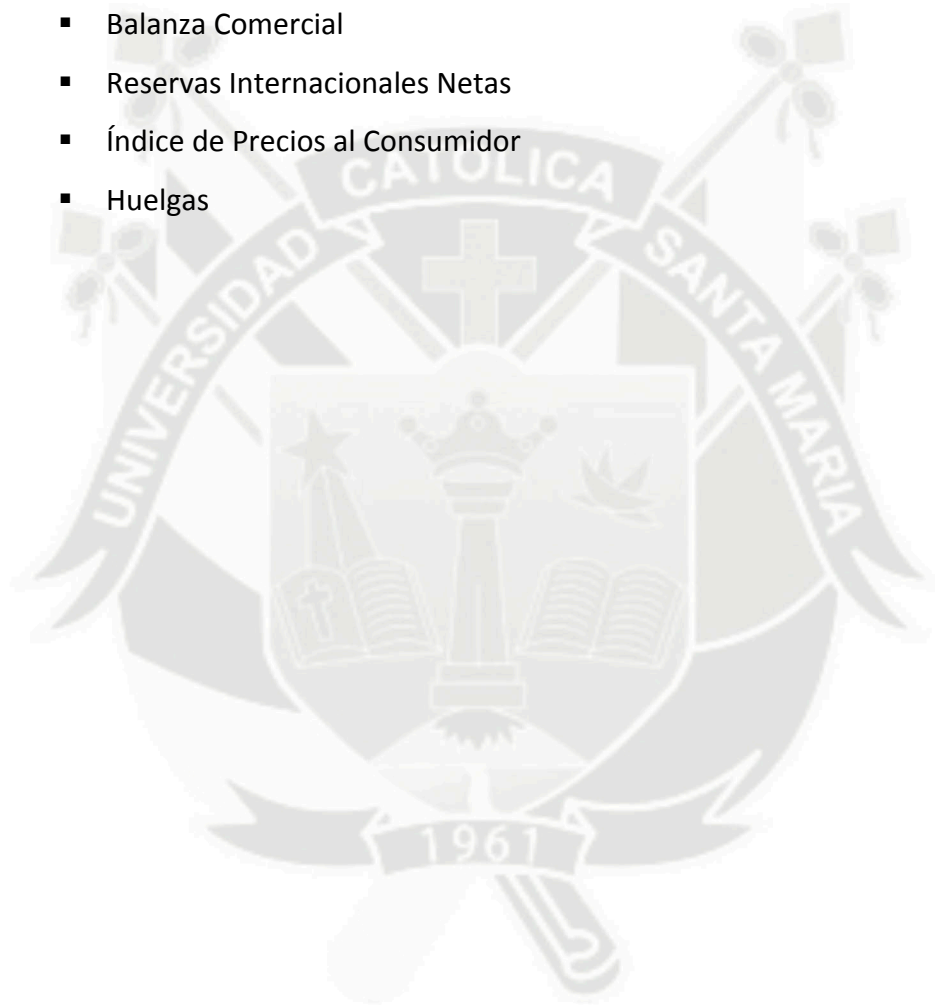 ▪ Balanza Comercial
▪ Reservas Internacionales Netas
▪ Índice de Precios al Consumidor
▪ Huelgas
UNIVERSIDAD CATOLICA SANTA MARIA
1961